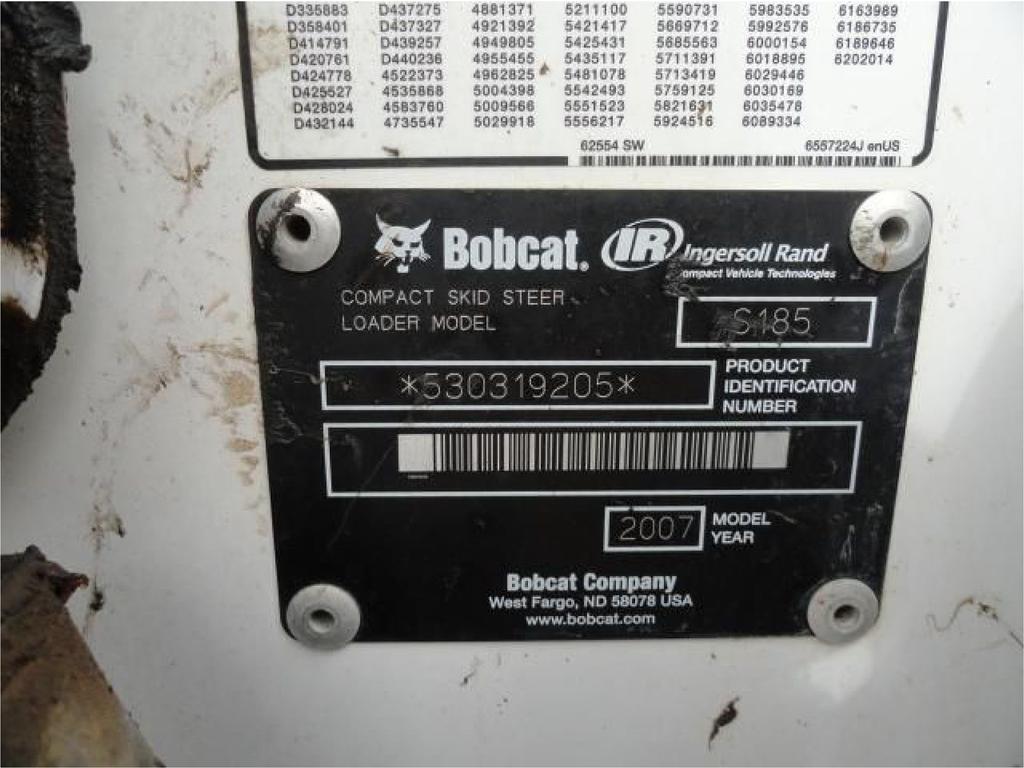 D335883 D437275 4881371 5211100 5590731 5983535 6163989
D358401 D437327 4921392 5421417 5669712 5992576 6186735
D414791 D439257 4949805 5425431 5685563 6000154 6189646
D420761 D440236 4955455 5435117 5711391 6018895 6202014
D424778 4522373 4962825 5481078 5713419 6029446
D425527 4535868 5004398 5542493 5759125 6030169
D428024 4583760 5009566 5551523 5821631 6035478
D432144 4735547 5029918 5556217 5924516 6089334
62554 SW 6557224J enUS
Bobcat® IR Ingersoll Rand
Compact Vehicle Technologies
COMPACT SKID STEER
LOADER MODEL S185
*530319205* PRODUCT
IDENTIFICATION
NUMBER
2007 MODEL
YEAR
Bobcat Company
West Fargo, ND 58078 USA
www.bobcat.com